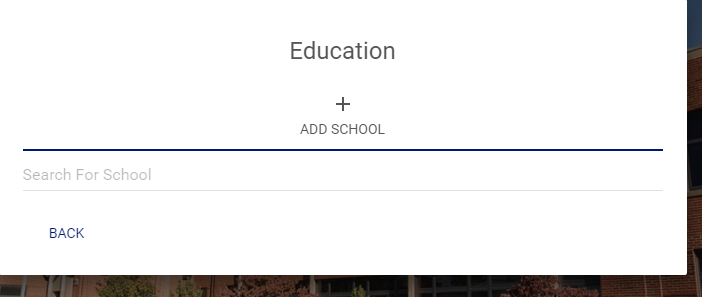 Education
+
ADD SCHOOL
Search For School
BACK